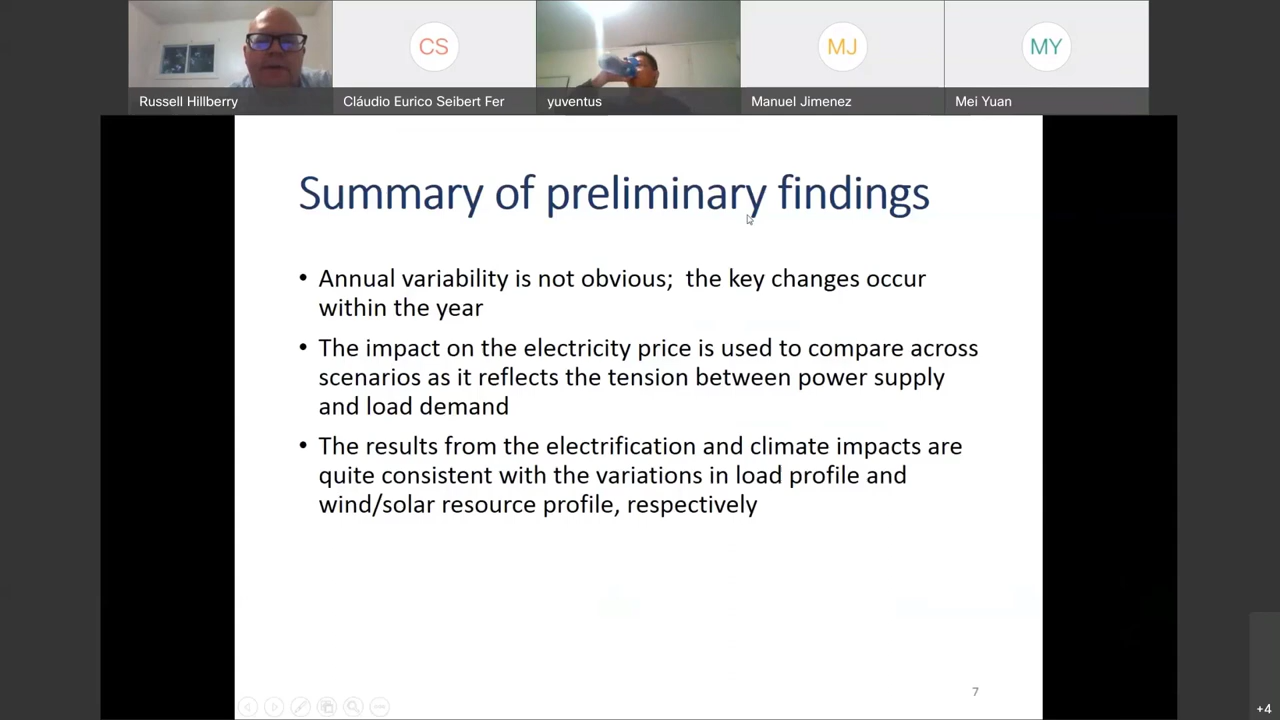 CS
MJ
MY
Russell Hillberry
Cláudio Eurico Seibert Fer
yuventus
Manuel Jimenez
Mei Yuan
Summary of preliminary findings
• Annual variability is not obvious; the key changes occur
within the year
• The impact on the electricity price is used to compare across
scenarios as it reflects the tension between power supply
and load demand
• The results from the electrification and climate impacts are
quite consistent with the variations in load profile and
wind/solar resource profile, respectively
7
+4